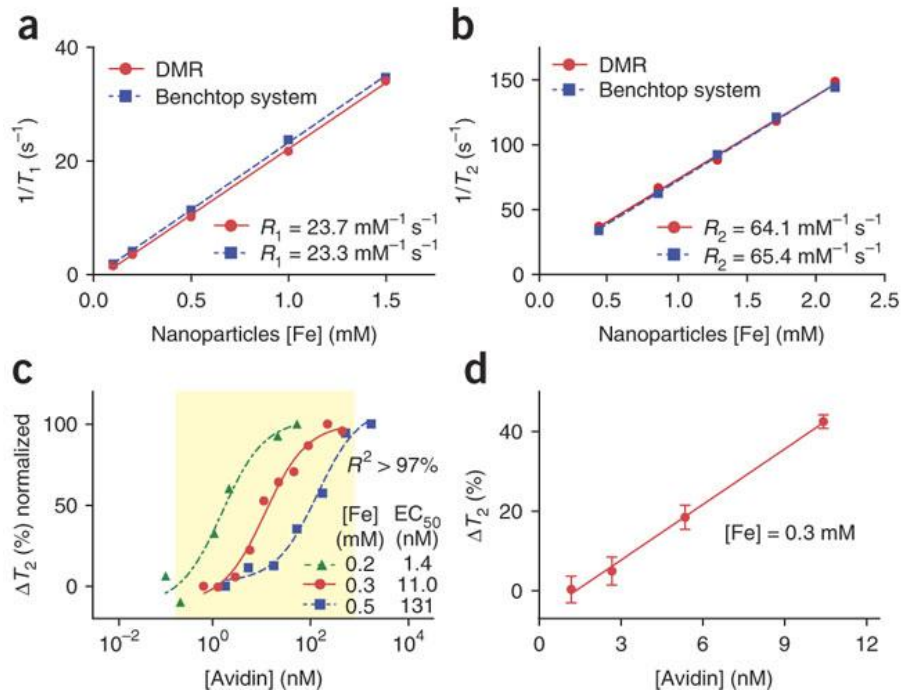 a
40
20
0
1/T₁ (s⁻¹)
DMR
Benchtop system
R₁ = 23.7 mM⁻¹ s⁻¹
R₁ = 23.3 mM⁻¹ s⁻¹
0.0 0.5 1.0 1.5
Nanoparticles [Fe] (mM)
b
150
100
50
0
1/T₂ (s⁻¹)
DMR
Benchtop system
R₂ = 64.1 mM⁻¹ s⁻¹
R₂ = 65.4 mM⁻¹ s⁻¹
0.0 0.5 1.0 1.5 2.0 2.5
Nanoparticles [Fe] (mM)
c
100
50
0
ΔT₂ (%) normalized
R² > 97%
[Fe] EC₅₀
(mM) (nM)
0.2 1.4
0.3 11.0
0.5 131
10⁻² 10⁰ 10² 10⁴
[Avidin] (nM)
d
40
20
0
ΔT₂ (%)
[Fe] = 0.3 mM
0 3 6 9 12
[Avidin] (nM)